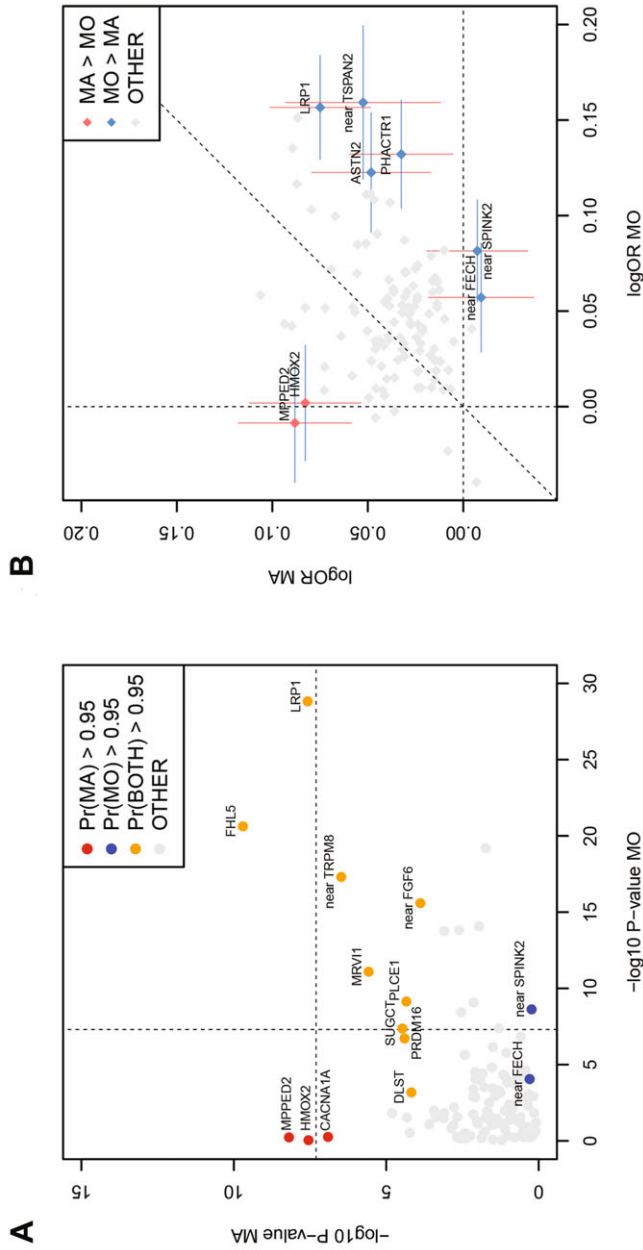 A
Pr(MA) > 0.95
Pr(MO) > 0.95
Pr(BOTH) > 0.95
OTHER
FHL5
LRP1
near TRPM8
near FGF6
MRVI1
PLCE1
SUGCT
PRDM16
DLST
MPPED2
HMOX2
CACNA1A
near SPINK2
near FECH
15
10
5
0
−log10 P−value MA
0
5
10
15
20
25
30
−log10 P−value MO
B
MA > MO
MO > MA
OTHER
LRP1
near TSPAN2
ASTN2
PHACTR1
MPPED2
HMOX2
near FECH
near SPINK2
0.20
0.15
0.10
0.05
0.00
logOR MA
0.00
0.05
0.10
0.15
0.20
logOR MO